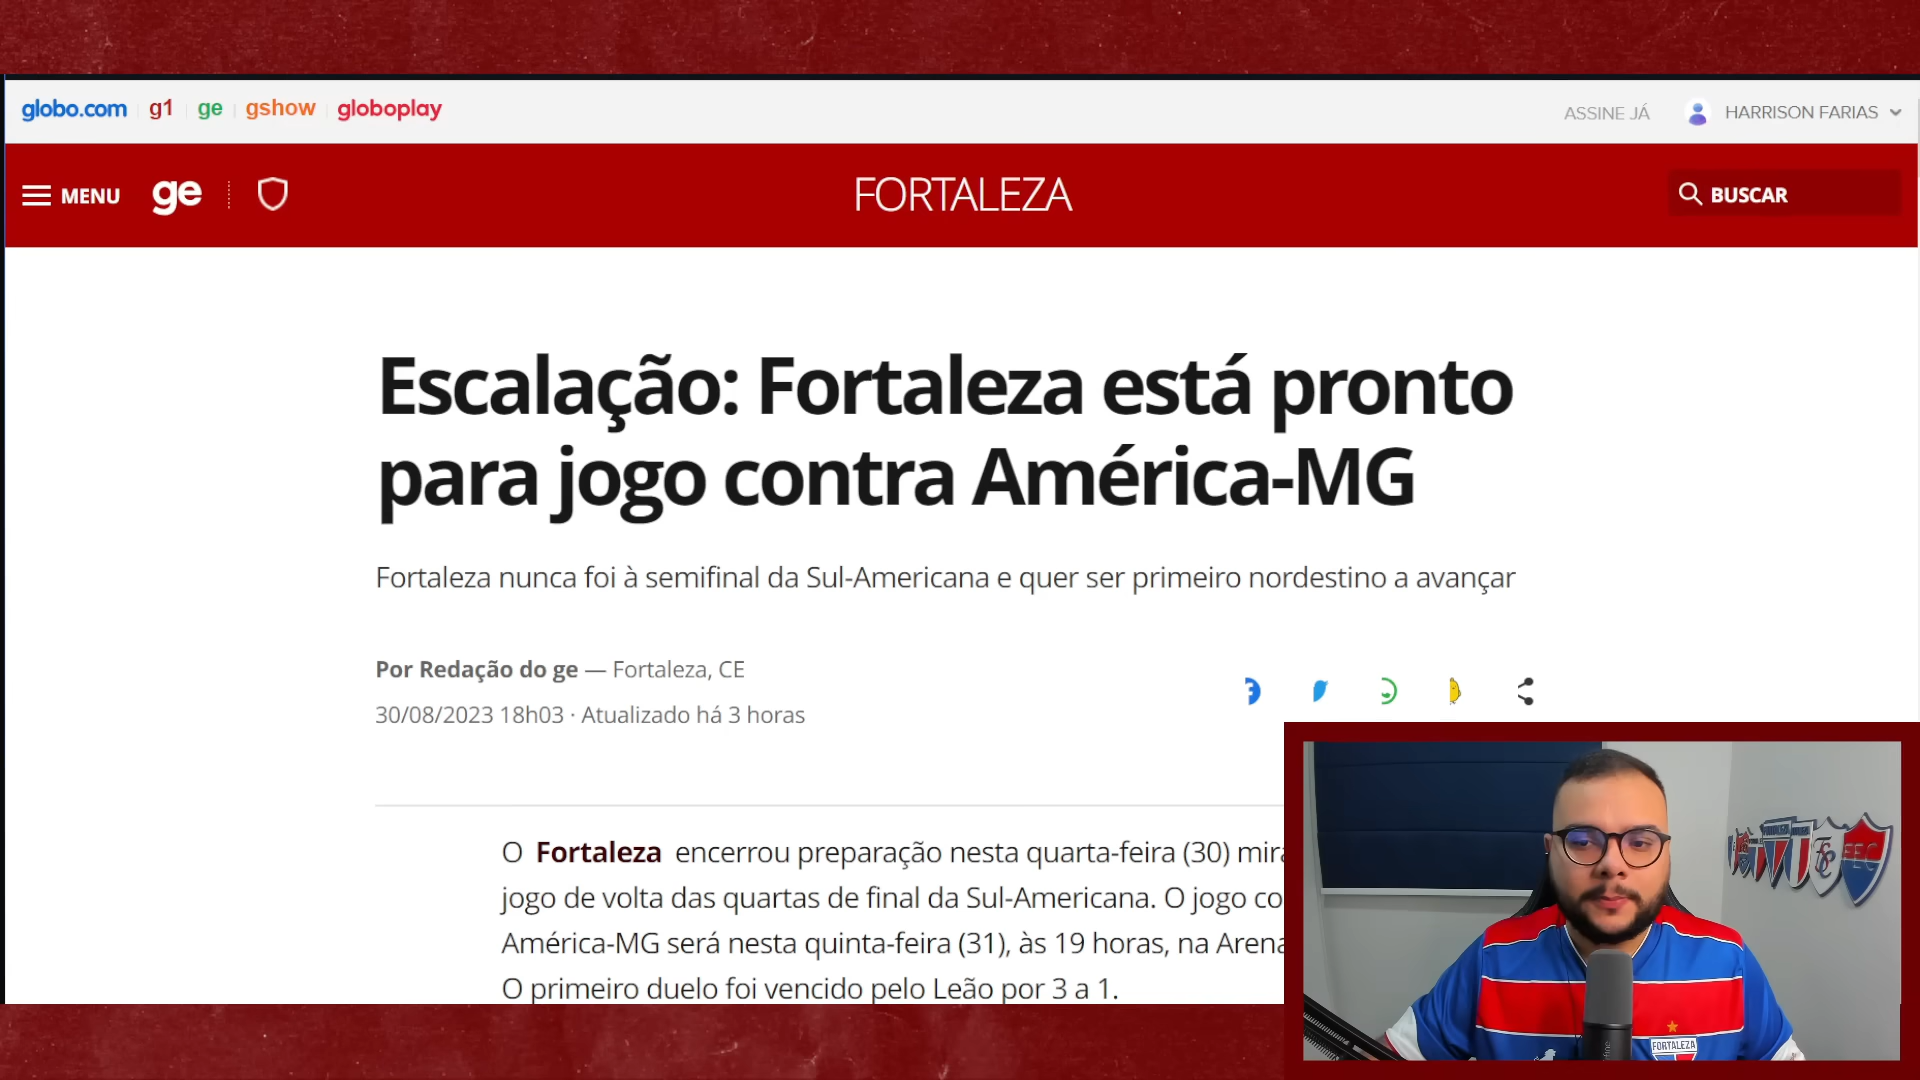 globo.com g1 ge gshow globoplay
ASSINE JÁ HARRISON FARIAS
MENU ge FORTALEZA BUSCAR
Escalação: Fortaleza está pronto
para jogo contra América-MG
Fortaleza nunca foi à semifinal da Sul-Americana e quer ser primeiro nordestino a avançar
Por Redação do ge — Fortaleza, CE
30/08/2023 18h03 · Atualizado há 3 horas
O Fortaleza encerrou preparação nesta quarta-feira (30)
jogo de volta das quartas de final da Sul-Americana. O jogo
América-MG será nesta quinta-feira (31), às 19 horas, na Arena
O primeiro duelo foi vencido pelo Leão por 3 a 1.
FORTALEZA